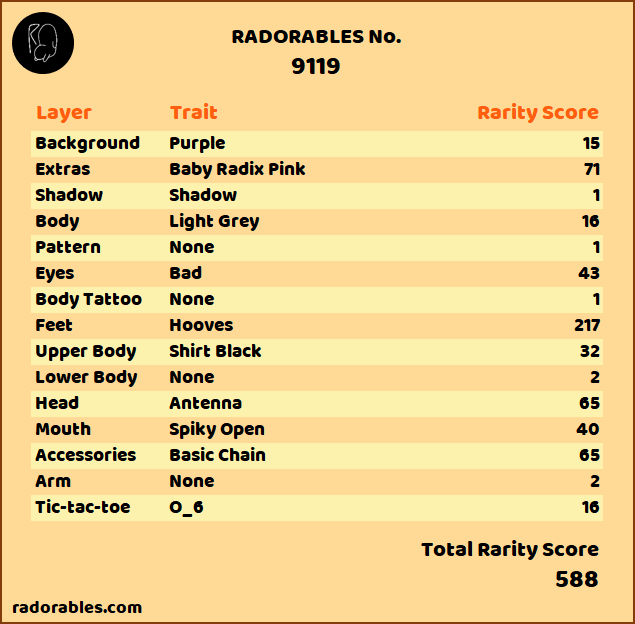 RADORABLES No.
9119
Layer Trait Rarity Score
Background Purple 15
Extras Baby Radix Pink 71
Shadow Shadow 1
Body Light Grey 16
Pattern None 1
Eyes Bad 43
Body Tattoo None 1
Feet Hooves 217
Upper Body Shirt Black 32
Lower Body None 2
Head Antenna 65
Mouth Spiky Open 40
Accessories Basic Chain 65
Arm None 2
Tic-tac-toe O_6 16
Total Rarity Score
588
radorables.com